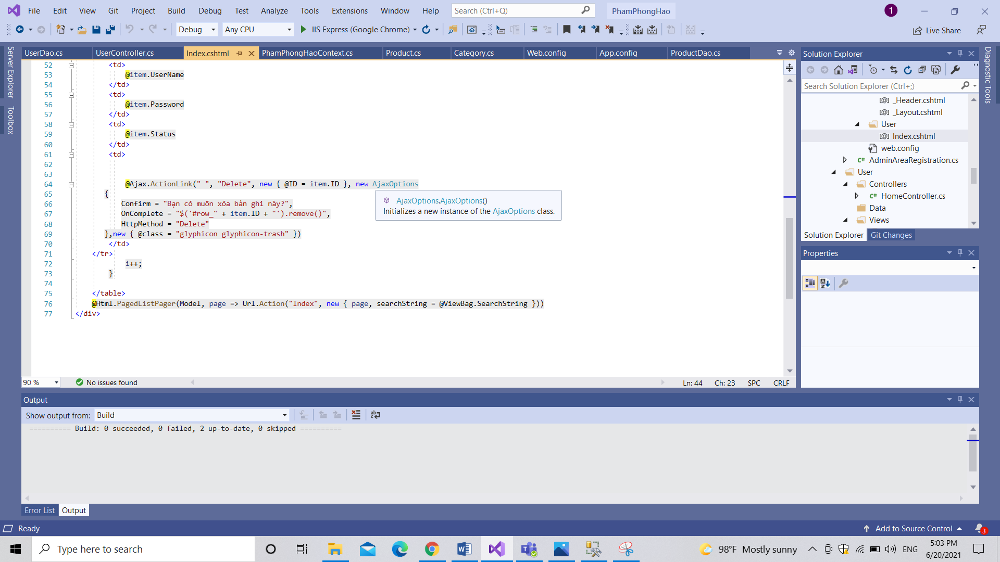 File Edit View Git Project Build Debug Test Analyze Tools Extensions Window Help Search (Ctrl+Q) PhamPhongHao 1
Debug Any CPU IIS Express (Google Chrome) Live Share
Server Explorer
Toolbox
UserDao.cs UserController.cs Index.cshtml PhamPhongHaoContext.cs Product.cs Category.cs Web.config App.config ProductDao.cs
52 <td>
53 @item.UserName
54 </td>
55 <td>
56 @item.Password
57 </td>
58 <td>
59 @item.Status
60 </td>
61 <td>
62
63
64 @Ajax.ActionLink(" ", "Delete", new { @ID = item.ID }, new AjaxOptions
65 {
66 Confirm = "Bạn có muốn xóa bản ghi này?",
67 OnComplete = "$('#row_" + item.ID + "').remove()",
68 HttpMethod = "Delete"
69 },new { @class = "glyphicon glyphicon-trash" })
70 </td>
71 </tr>
72 i++;
73 }
74
75 </table>
76 @Html.PagedListPager(Model, page => Url.Action("Index", new { page, searchString = @ViewBag.SearchString }))
77 </div>
AjaxOptions.AjaxOptions()
Initializes a new instance of the AjaxOptions class.
90 % No issues found Ln: 44 Ch: 23 SPC CRLF
Solution Explorer
Search Solution Explorer (Ctrl+;)
[@] _Header.cshtml
[@] _Layout.cshtml
User
[@] Index.cshtml
web.config
C# AdminAreaRegistration.cs
User
Controllers
C# HomeController.cs
Data
Views
Solution Explorer Git Changes
Properties
Diagnostic Tools
Output
Show output from: Build
========== Build: 0 succeeded, 0 failed, 2 up-to-date, 0 skipped ==========
Error List Output
Ready Add to Source Control 3
Type here to search 98°F Mostly sunny ENG 5:03 PM
6/20/2021